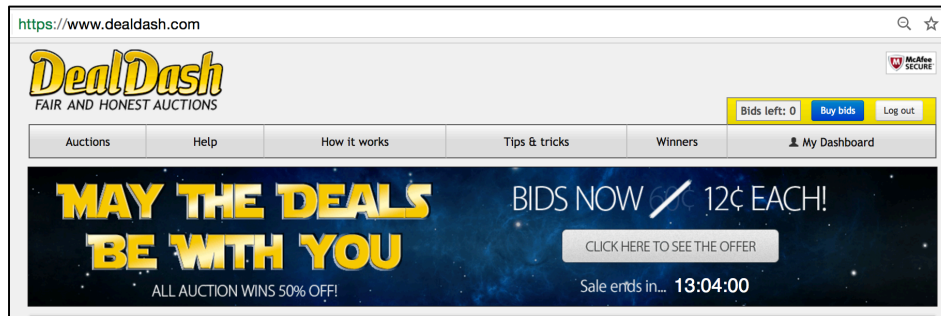 https://www.dealdash.com
DealDash
FAIR AND HONEST AUCTIONS
McAfee
SECURE
Bids left: 0 Buy bids Log out
Auctions Help How it works Tips & tricks Winners My Dashboard
MAY THE DEALS
BE WITH YOU
ALL AUCTION WINS 50% OFF!
BIDS NOW 60¢ 12¢ EACH!
CLICK HERE TO SEE THE OFFER
Sale ends in... 13:04:00